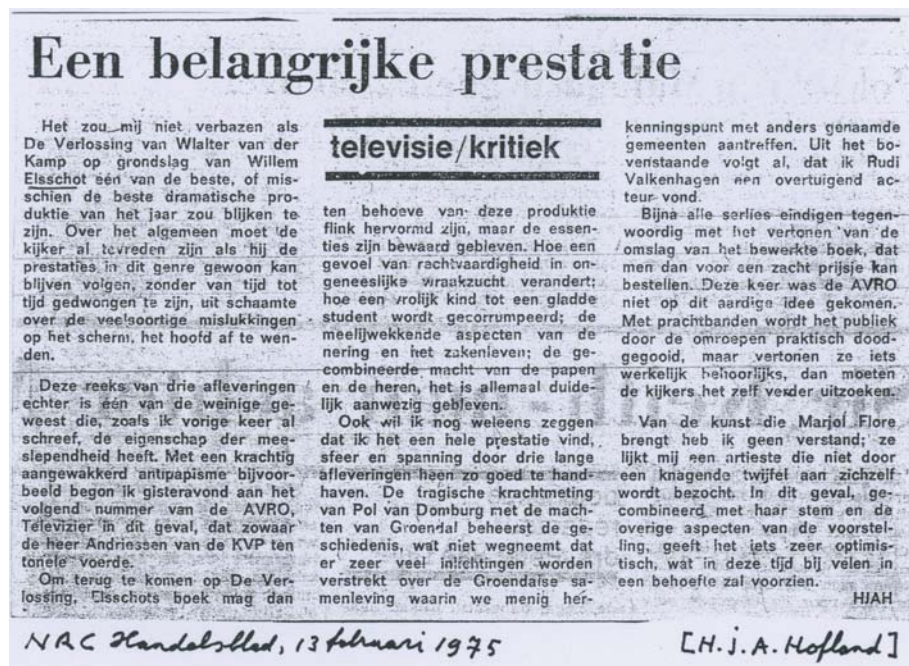 Een belangrijke prestatie
Het zou mij niet verbazen als
De Verlossing van Wlalter van der
Kamp op grondslag van Willem
Elsschot één van de beste, of mis-
schien de beste dramatische pro-
duktie van het jaar zou blijken te
zijn. Over het algemeen moet de
kijker al tevreden zijn als hij de
prestaties in dit genre gewoon kan
blijven volgen, zonder van tijd tot
tijd gedwongen te zijn, uit schaamte
over de veelsoortige mislukkingen
op het scherm, het hoofd af te wen-
den.
Deze reeks van drie afleveringen
echter is één van de weinige ge-
weest die, zoals ik vorige keer al
schreef, de eigenschap der mee-
slependheid heeft. Met een krachtig
aangewakkerd antipapisme bijvoor-
beeld begon ik gisteravond aan het
volgend nummer van de AVRO,
Televizier in dit geval, dat zowaar
de heer Andriessen van de KVP ten
tonele voerde.
Om terug te komen op De Ver-
lossing, Elsschots boek mag dan
televisie/kritiek
ten behoeve van deze produktie
flink hervormd zijn, maar de essen-
ties zijn bewaard gebleven. Hoe een
gevoel van rechtvaardigheid in on-
geneeslijke wraakzucht verandert;
hoe een vrolijk kind tot een gladde
student wordt gecorrumpeerd; de
meelijwekkende aspecten van de
nering en het zakenleven; de ge-
combineerde macht van de papen
en de heren, het is allemaal duide-
lijk aanwezig gebleven.
Ook wil ik nog weleens zeggen
dat ik het een hele prestatie vind,
sfeer en spanning door drie lange
afleveringen heen zo goed te hand-
haven. De tragische krachtmeting
van Pol van Domburg met de mach-
ten van Groendal beheerst de ge-
schiedenis, wat niet wegneemt dat
er zeer veel inlichtingen worden
verstrekt over de Groendalse sa-
menleving waarin we menig her-
kenningspunt met anders genaamde
gemeenten aantreffen. Uit het bo-
venstaande volgt al, dat ik Rudi
Valkenhagen een overtuigend ac-
teur vond.
Bijna alle series eindigen tegen-
woordig met het vertonen van de
omslag van het bewerkte boek, dat
men dan voor een zacht prijsje kan
bestellen. Deze keer was de AVRO
niet op dit aardige idee gekomen.
Met prachtbanden wordt het publiek
door de omroepen praktisch dood-
gegooid, maar vertonen ze iets
werkelijk behoorlijks, dan moeten
de kijkers het zelf verder uitzoeken.
Van de kunst die Marjol Flore
brengt heb ik geen verstand; ze
lijkt mij een artieste die niet door
een knagende twijfel aan zichzelf
wordt bezocht. In dit geval, ge-
combineerd met haar stem en de
overige aspecten van de voorstel-
ling, geeft het iets zeer optimis-
tisch, wat in deze tijd bij velen in
een behoefte zal voorzien.
HJAH
NRC Handelsblad, 13 februari 1975 [H.J.A. Hofland]